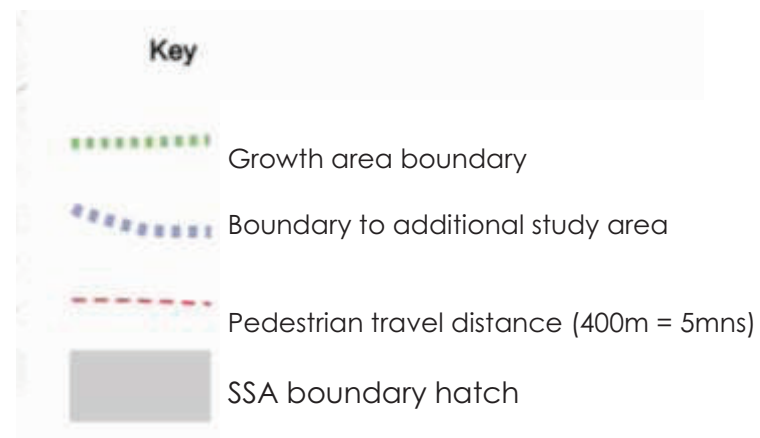 Key
Growth area boundary
Boundary to additional study area
Pedestrian travel distance (400m = 5mns)
SSA boundary hatch